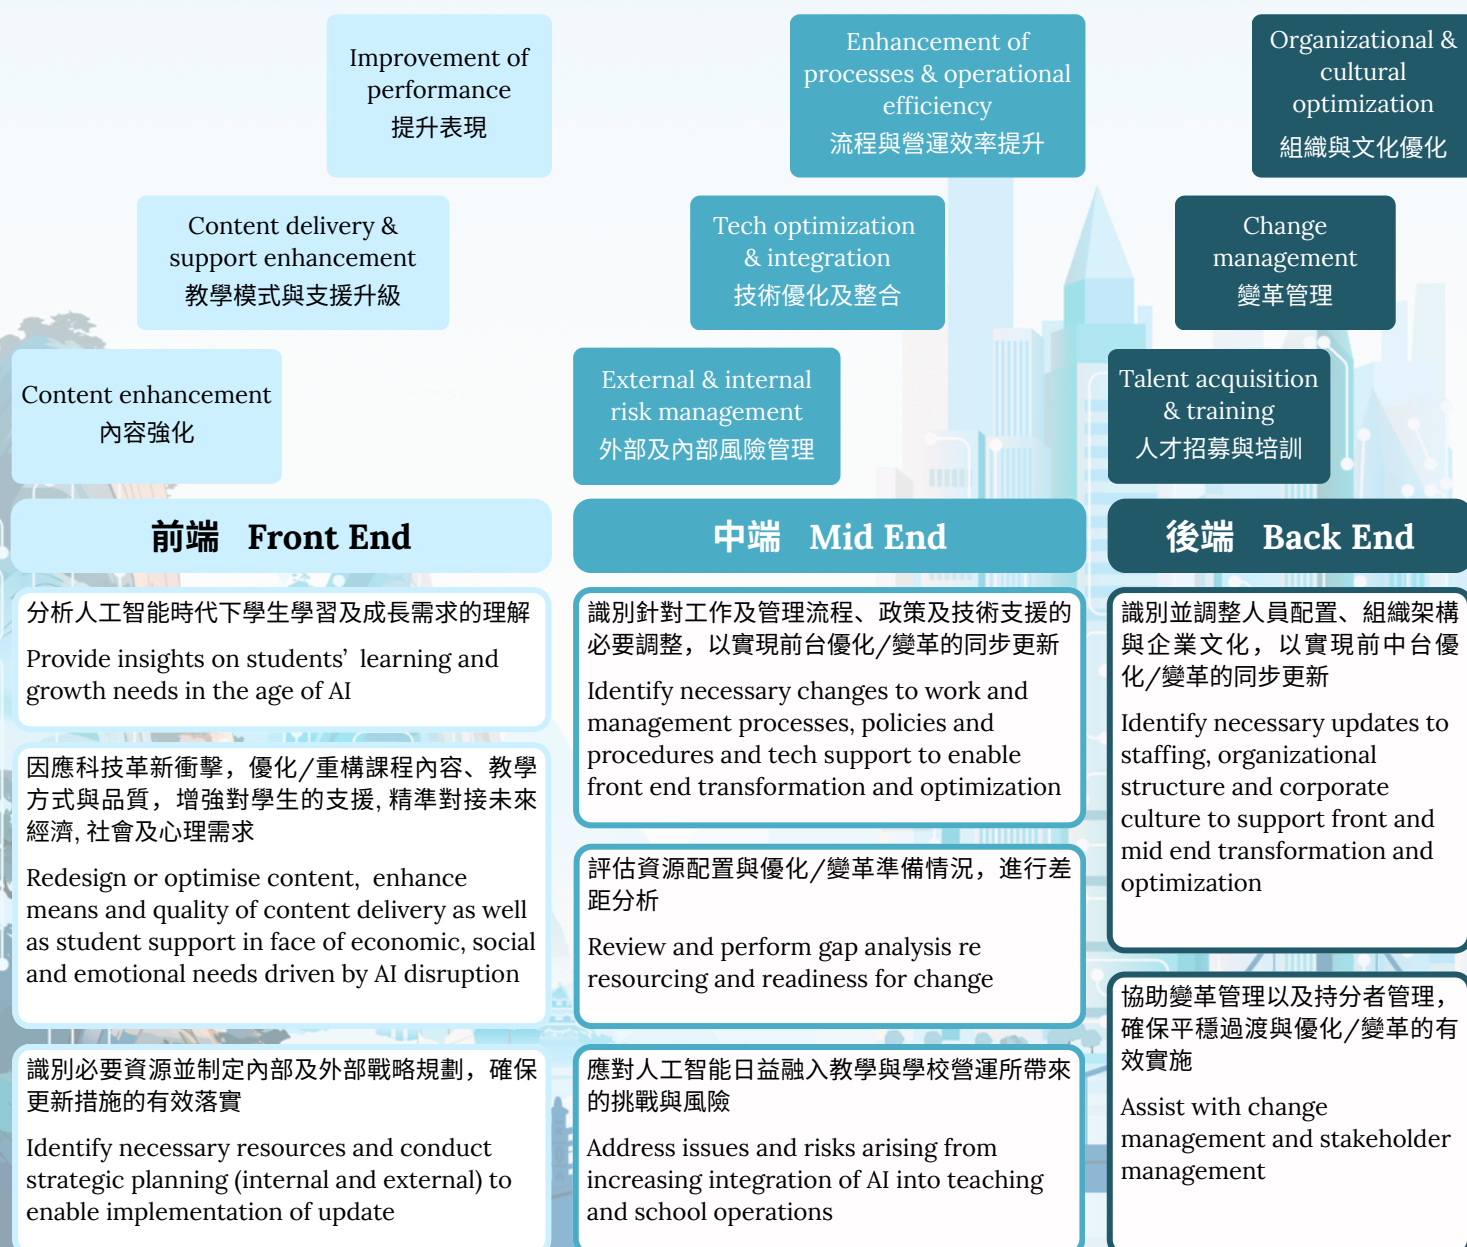 Improvement of
performance
提升表現
Enhancement of
processes & operational
efficiency
流程與營運效率提升
Organizational &
cultural
optimization
組織與文化優化
Content delivery &
support enhancement
教學模式與支援升級
Tech optimization
& integration
技術優化及整合
Change
management
變革管理
Content enhancement
內容強化
External & internal
risk management
外部及內部風險管理
Talent acquisition
& training
人才招募與培訓
前端 Front End
分析人工智能時代下學生學習及成長需求的理解
Provide insights on students’ learning and
growth needs in the age of AI
因應科技革新衝擊，優化/重構課程內容、教學
方式與品質，增強對學生的支援, 精準對接未來
經濟, 社會及心理需求
Redesign or optimise content, enhance
means and quality of content delivery as well
as student support in face of economic, social
and emotional needs driven by AI disruption
識別必要資源並制定內部及外部戰略規劃，確保
更新措施的有效落實
Identify necessary resources and conduct
strategic planning (internal and external) to
enable implementation of update
中端 Mid End
識別針對工作及管理流程、政策及技術支援的
必要調整，以實現前台優化/變革的同步更新
Identify necessary changes to work and
management processes, policies and
procedures and tech support to enable
front end transformation and optimization
評估資源配置與優化/變革準備情況，進行差
距分析
Review and perform gap analysis re
resourcing and readiness for change
應對人工智能日益融入教學與學校營運所帶來
的挑戰與風險
Address issues and risks arising from
increasing integration of AI into teaching
and school operations
後端 Back End
識別並調整人員配置、組織架構
與企業文化，以實現前中台優
化/變革的同步更新
Identify necessary updates to
staffing, organizational
structure and corporate
culture to support front and
mid end transformation and
optimization
協助變革管理以及持分者管理，
確保平穩過渡與優化/變革的有
效實施
Assist with change
management and stakeholder
management